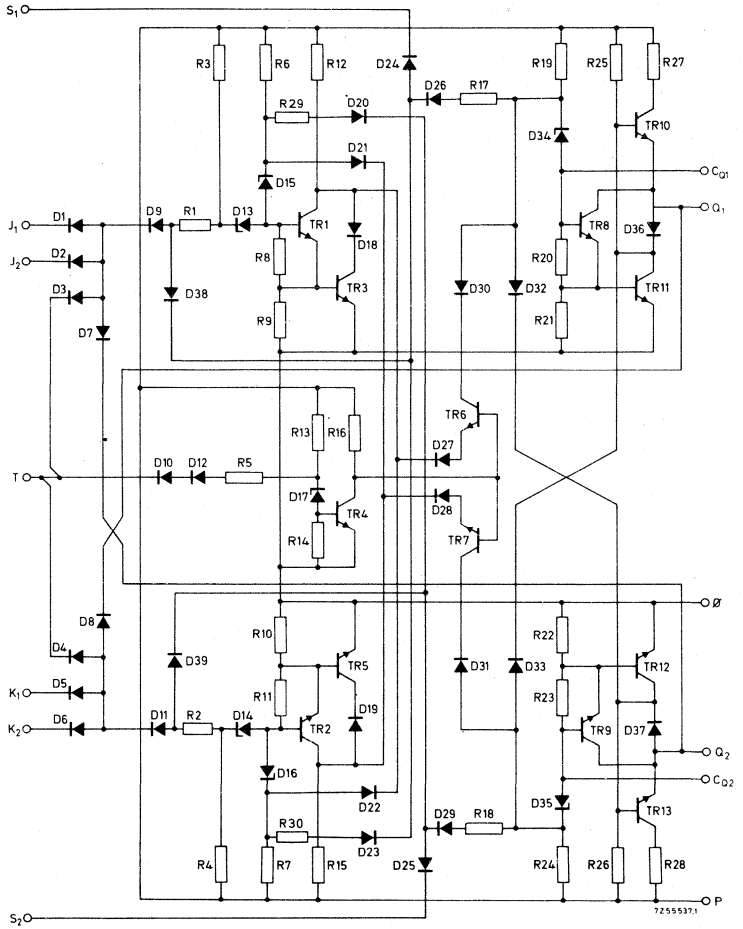 S1
R3
R6
R12
D24
R19
R25
R27
D26
R17
R29
D20
TR10
D34
D21
CQ1
D15
Q1
D1
D9
R1
D13
TR1
TR8
D36
J1
D18
D2
R8
R20
J2
D3
D38
TR3
D30
D32
TR11
R9
R21
D7
TR6
R13
R16
D27
D10
D12
R5
T
D17
D28
TR4
R14
TR7
Ø
D8
R10
R22
D4
D39
TR5
D31
D33
TR12
D5
R11
R23
K1
D19
D6
D11
R2
D14
TR9
D37
K2
TR2
Q2
D16
CQ2
D22
D35
D29
R18
TR13
R30
R4
R7
D23
R15
D25
R24
R26
R28
P
7Z55537.1
S2